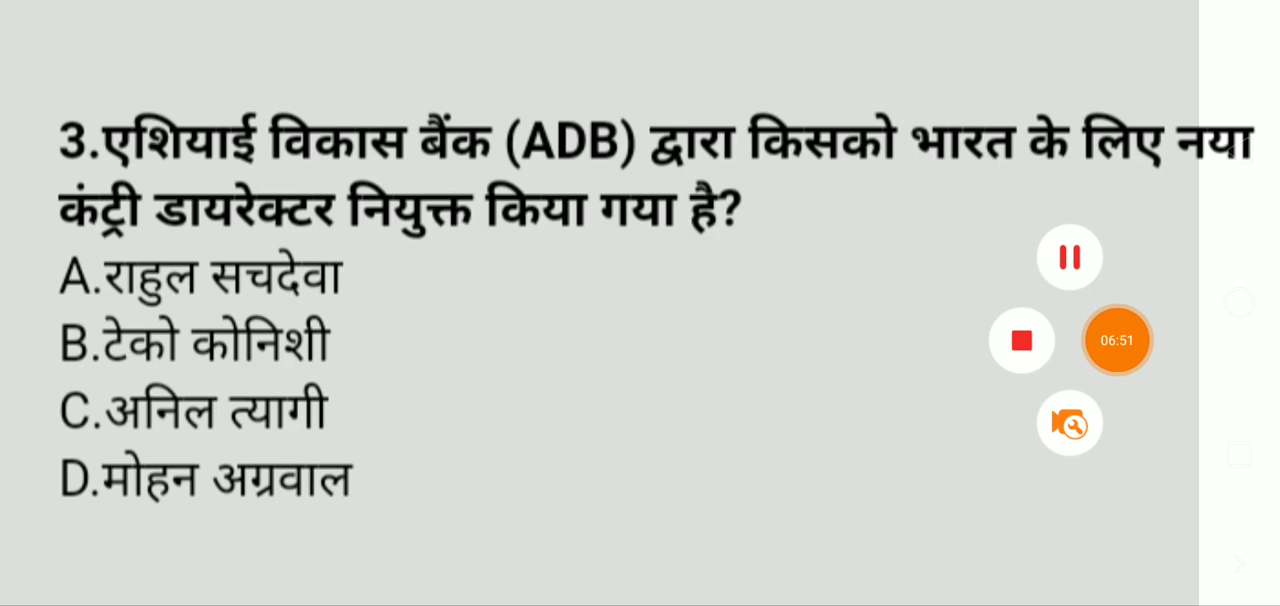 3.एशियाई विकास बैंक (ADB) द्वारा किसको भारत के लिए नया
कंट्री डायरेक्टर नियुक्त किया गया है?
A.राहुल सचदेवा
B.टेको कोनिशी
C.अनिल त्यागी
D.मोहन अग्रवाल
06:51